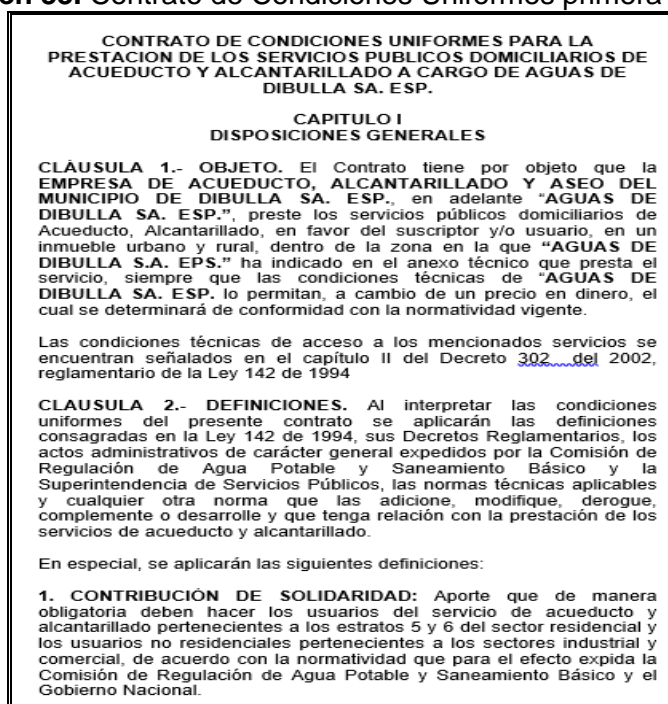 Contrato de Condiciones Uniformes primera
CONTRATO DE CONDICIONES UNIFORMES PARA LA
PRESTACION DE LOS SERVICIOS PUBLICOS DOMICILIARIOS DE
ACUEDUCTO Y ALCANTARILLADO A CARGO DE AGUAS DE
DIBULLA SA. ESP.
CAPITULO I
DISPOSICIONES GENERALES
CLÀUSULA 1.- OBJETO. El Contrato tiene por objeto que la
EMPRESA DE ACUEDUCTO, ALCANTARILLADO Y ASEO DEL
MUNICIPIO DE DIBULLA SA. ESP., en adelante "AGUAS DE
DIBULLA SA. ESP.", preste los servicios públicos domiciliarios de
Acueducto, Alcantarillado, en favor del suscriptor y/o usuario, en un
inmueble urbano y rural, dentro de la zona en la que "AGUAS DE
DIBULLA S.A. EPS." ha indicado en el anexo técnico que presta el
servicio, siempre que las condiciones técnicas de "AGUAS DE
DIBULLA SA. ESP. lo permitan, a cambio de un precio en dinero, el
cual se determinará de conformidad con la normatividad vigente.
Las condiciones técnicas de acceso a los mencionados servicios se
encuentran señalados en el capítulo II del Decreto 302 del 2002,
reglamentario de la Ley 142 de 1994
CLAUSULA 2.- DEFINICIONES. Al interpretar las condiciones
uniformes del presente contrato se aplicarán las definiciones
consagradas en la Ley 142 de 1994, sus Decretos Reglamentarios, los
actos administrativos de carácter general expedidos por la Comisión de
Regulación de Agua Potable y Saneamiento Básico y la
Superintendencia de Servicios Públicos, las normas técnicas aplicables
y cualquier otra norma que las adicione, modifique, derogue,
complemente o desarrolle y que tenga relación con la prestación de los
servicios de acueducto y alcantarillado.
En especial, se aplicarán las siguientes definiciones:
1. CONTRIBUCIÓN DE SOLIDARIDAD: Aporte que de manera
obligatoria deben hacer los usuarios del servicio de acueducto y
alcantarillado pertenecientes a los estratos 5 y 6 del sector residencial y
los usuarios no residenciales pertenecientes a los sectores industrial y
comercial, de acuerdo con la normatividad que para el efecto expida la
Comisión de Regulación de Agua Potable y Saneamiento Básico y el
Gobierno Nacional.